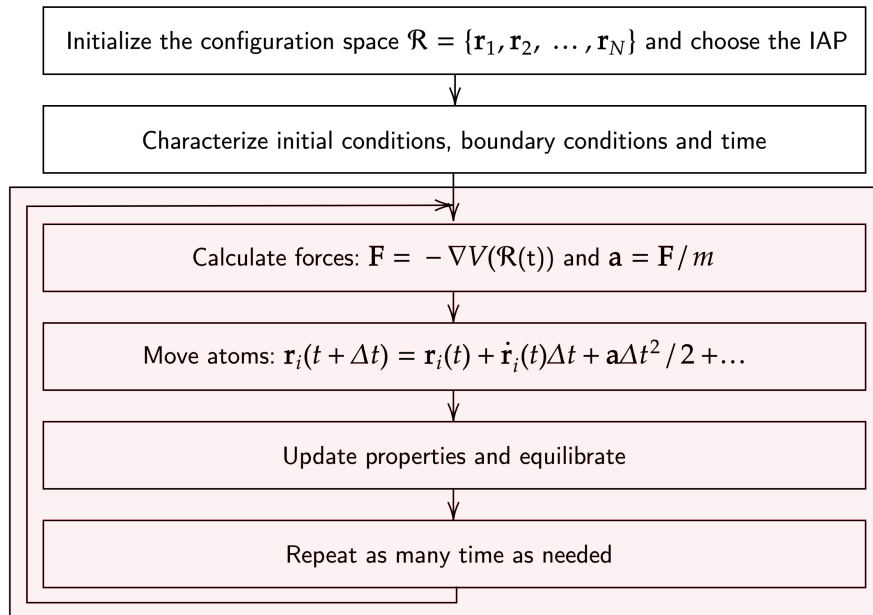 Initialize the configuration space ℛ = {𝐫₁, 𝐫₂, … , 𝐫_N} and choose the IAP
Characterize initial conditions, boundary conditions and time
Calculate forces: 𝐅 = −∇V(ℛ(t)) and 𝐚 = 𝐅/m
Move atoms: 𝐫ᵢ(t + Δt) = 𝐫ᵢ(t) + 𝐫̇ᵢ(t)Δt + 𝐚Δt²/2 +…
Update properties and equilibrate
Repeat as many time as needed